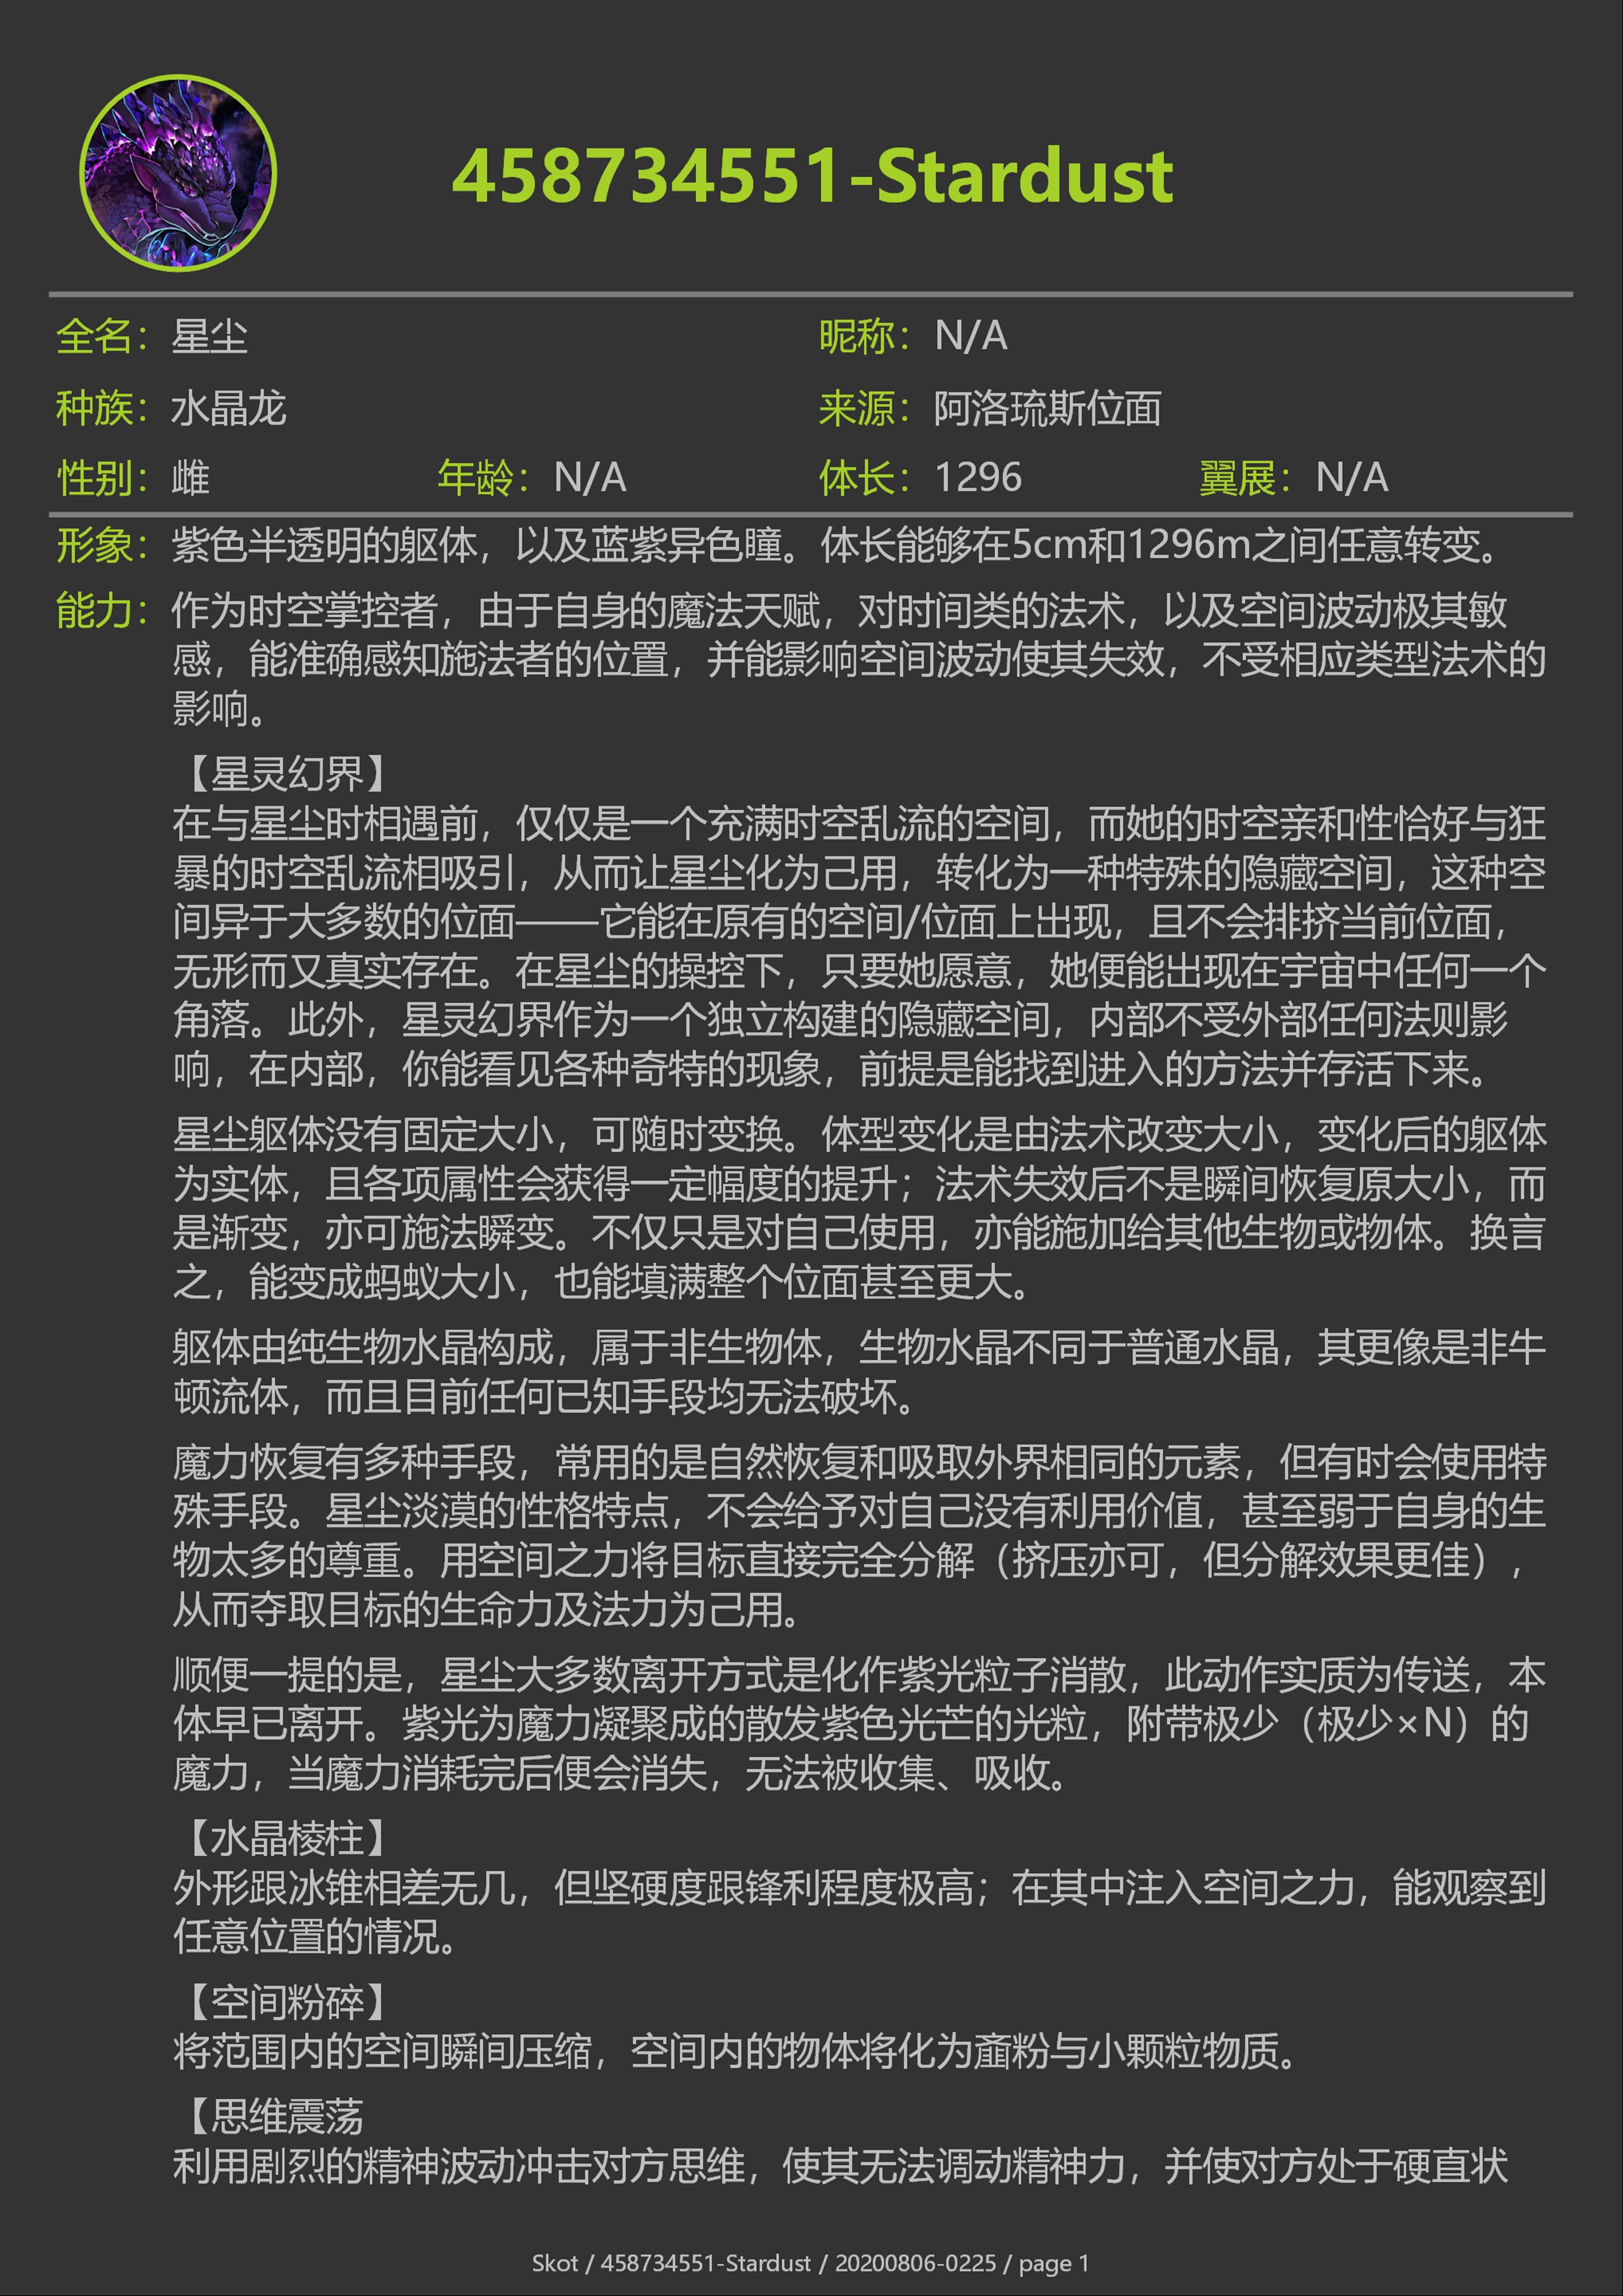 458734551-Stardust
全名：星尘 昵称：N/A
种族：水晶龙 来源：阿洛琉斯位面
性别：雌 年龄：N/A 体长：1296 翼展：N/A
形象：紫色半透明的躯体，以及蓝紫异色瞳。体长能够在5cm和1296m之间任意转变。
能力：作为时空掌控者，由于自身的魔法天赋，对时间类的法术，以及空间波动极其敏
感，能准确感知施法者的位置，并能影响空间波动使其失效，不受相应类型法术的
影响。
【星灵幻界】
在与星尘时相遇前，仅仅是一个充满时空乱流的空间，而她的时空亲和性恰好与狂
暴的时空乱流相吸引，从而让星尘化为己用，转化为一种特殊的隐藏空间，这种空
间异于大多数的位面——它能在原有的空间/位面上出现，且不会排挤当前位面，
无形而又真实存在。在星尘的操控下，只要她愿意，她便能出现在宇宙中任何一个
角落。此外，星灵幻界作为一个独立构建的隐藏空间，内部不受外部任何法则影
响，在内部，你能看见各种奇特的现象，前提是能找到进入的方法并存活下来。
星尘躯体没有固定大小，可随时变换。体型变化是由法术改变大小，变化后的躯体
为实体，且各项属性会获得一定幅度的提升；法术失效后不是瞬间恢复原大小，而
是渐变，亦可施法瞬变。不仅只是对自己使用，亦能施加给其他生物或物体。换言
之，能变成蚂蚁大小，也能填满整个位面甚至更大。
躯体由纯生物水晶构成，属于非生物体，生物水晶不同于普通水晶，其更像是非牛
顿流体，而且目前任何已知手段均无法破坏。
魔力恢复有多种手段，常用的是自然恢复和吸取外界相同的元素，但有时会使用特
殊手段。星尘淡漠的性格特点，不会给予对自己没有利用价值，甚至弱于自身的生
物太多的尊重。用空间之力将目标直接完全分解（挤压亦可，但分解效果更佳），
从而夺取目标的生命力及法力为己用。
顺便一提的是，星尘大多数离开方式是化作紫光粒子消散，此动作实质为传送，本
体早已离开。紫光为魔力凝聚成的散发紫色光芒的光粒，附带极少（极少×N）的
魔力，当魔力消耗完后便会消失，无法被收集、吸收。
【水晶棱柱】
外形跟冰锥相差无几，但坚硬度跟锋利程度极高；在其中注入空间之力，能观察到
任意位置的情况。
【空间粉碎】
将范围内的空间瞬间压缩，空间内的物体将化为齑粉与小颗粒物质。
【思维震荡
利用剧烈的精神波动冲击对方思维，使其无法调动精神力，并使对方处于硬直状
Skot / 458734551-Stardust / 20200806-0225 / page 1